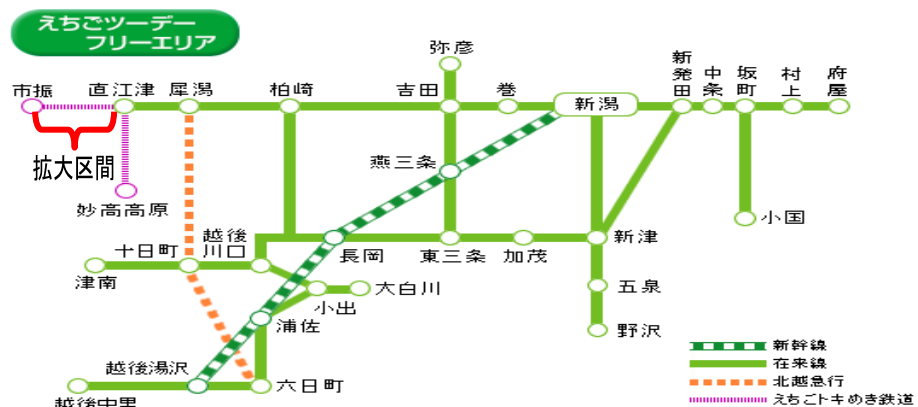 えちごツーデー
フリーエリア
弥彦
市振
直江津
犀潟
柏崎
吉田
巻
新潟
新発田
中条
坂町
村上
府屋
拡大区間
燕三条
妙高高原
小国
十日町
越後
川口
長岡
東三条
加茂
新津
津南
小出
大白川
五泉
浦佐
野沢
越後湯沢
六日町
越後中里
新幹線
在来線
北越急行
えちごトキめき鉄道